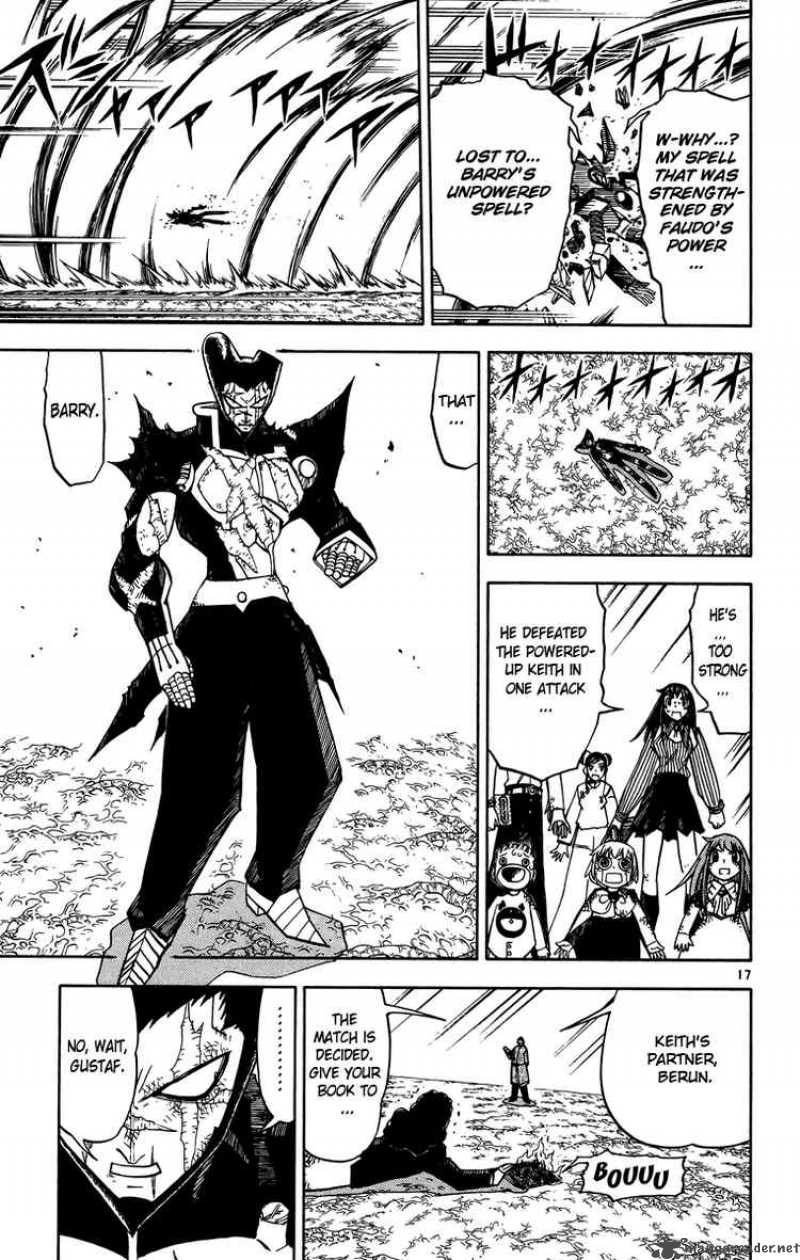 W-WHY...?
MY SPELL
THAT WAS
STRENGTH-
ENED BY
FAUDO'S
POWER
...
LOST TO...
BARRY'S
UNPOWERED
SPELL?
THAT
...
BARRY.
HE'S
...
TOO
STRONG
...
HE DEFEATED
THE POWERED-
UP KEITH IN
ONE ATTACK
...
17
KEITH'S
PARTNER,
BERUN.
THE
MATCH IS
DECIDED.
GIVE YOUR
BOOK TO
...
BOUUU
NO, WAIT,
GUSTAF.